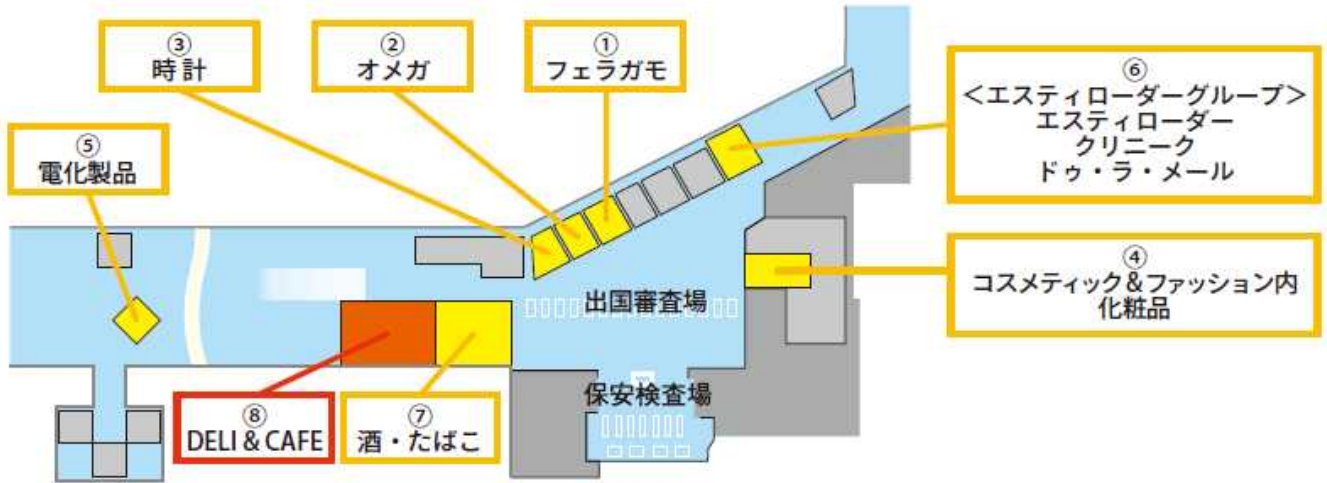 ③
時計
②
オメガ
①
フェラガモ
⑥
＜エスティローダーグループ＞
エスティローダー
クリニーク
ドゥ・ラ・メール
⑤
電化製品
④
コスメティック＆ファッション内
化粧品
出国審査場
保安検査場
⑧
DELI & CAFE
⑦
酒・たばこ